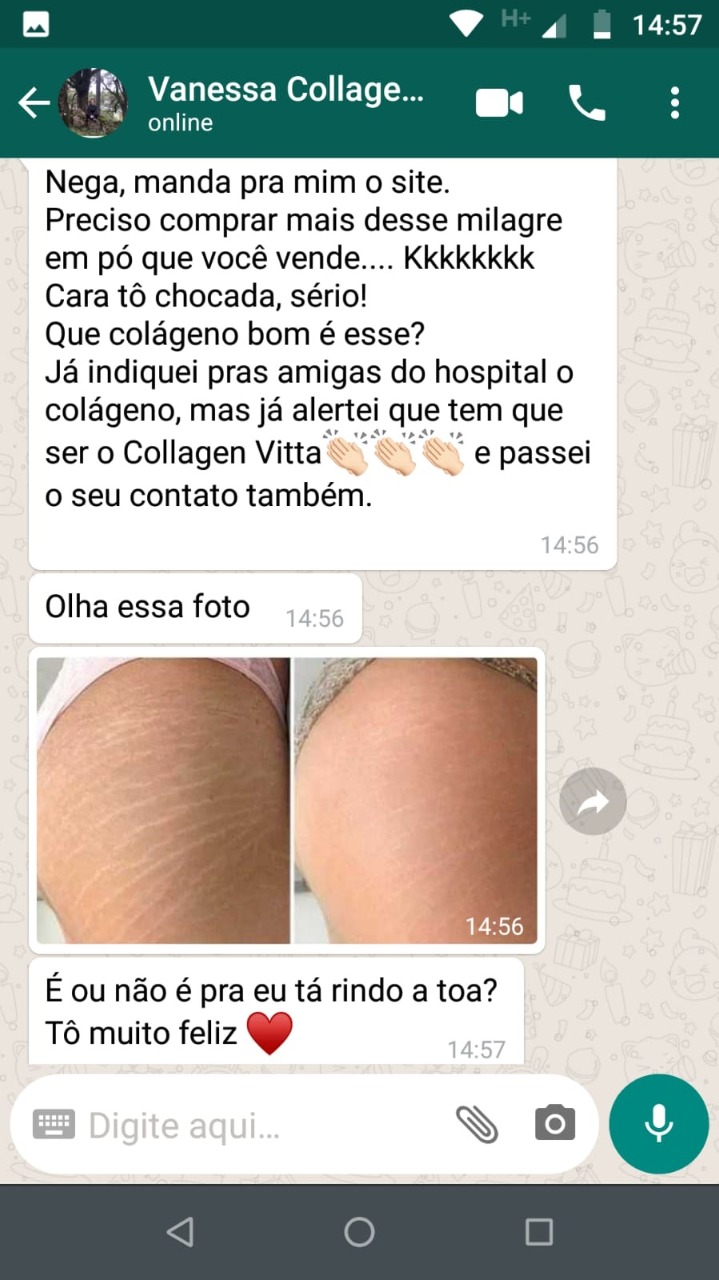 H+ 14:57
Vanessa Collage...
online
Nega, manda pra mim o site.
Preciso comprar mais desse milagre
em pó que você vende.... Kkkkkkkk
Cara tô chocada, sério!
Que colágeno bom é esse?
Já indiquei pras amigas do hospital o
colágeno, mas já alertei que tem que
ser o Collagen Vitta👏🏻👏🏻👏🏻 e passei
o seu contato também.
14:56
Olha essa foto 14:56
14:56
É ou não é pra eu tá rindo a toa?
Tô muito feliz ♥️
14:57
Digite aqui...